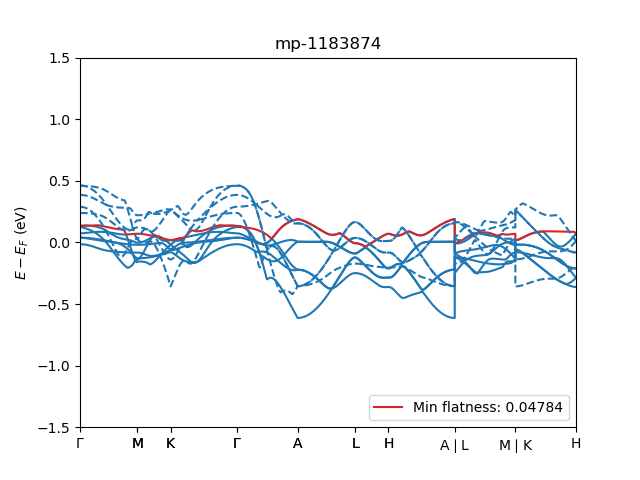 mp-1183874
E − E_F (eV)
1.5
1.0
0.5
0.0
−0.5
−1.0
−1.5
Min flatness: 0.04784
Γ M K Γ A L H A | L M | K H